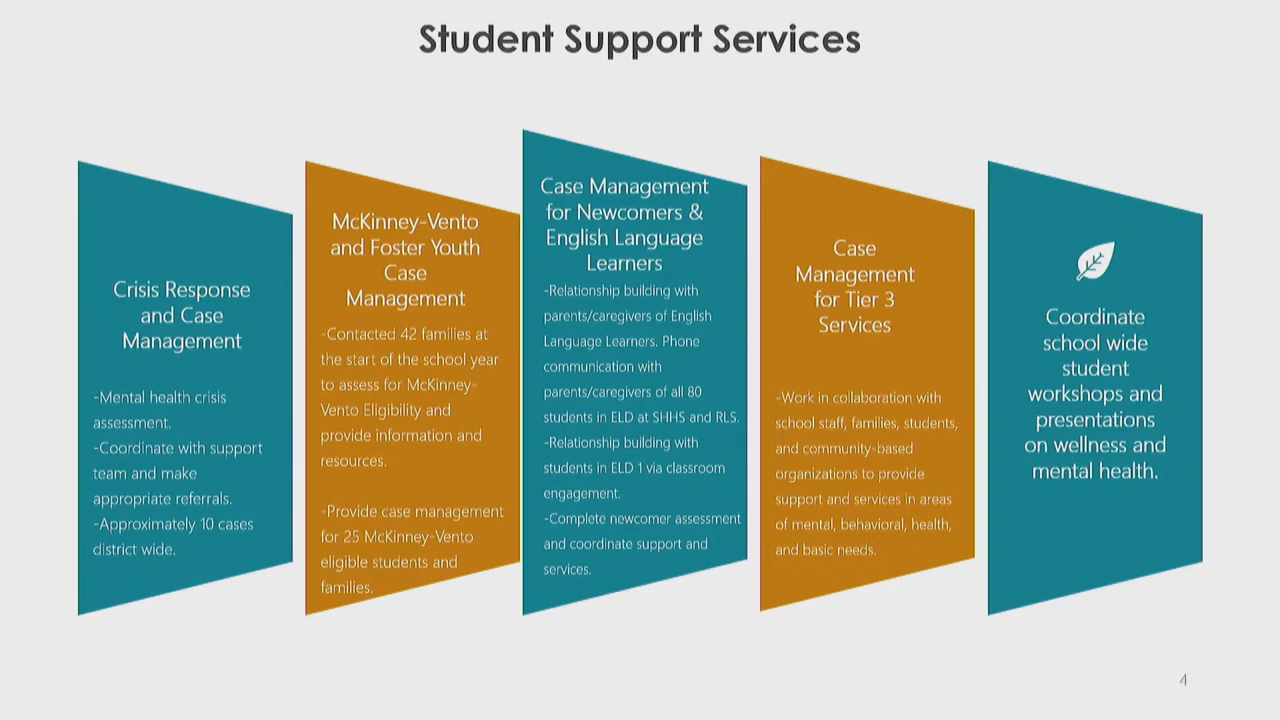 Student Support Services
Crisis Response
and Case
Management
-Mental health crisis
assessment.
-Coordinate with support
team and make
appropriate referrals.
-Approximately 10 cases
district wide.
McKinney-Vento
and Foster Youth
Case
Management
-Contacted 42 families at
the start of the school year
to assess for McKinney-
Vento Eligibility and
provide information and
resources.
-Provide case management
for 25 McKinney-Vento
eligible students and
families.
Case Management
for Newcomers &
English Language
Learners
-Relationship building with
parents/caregivers of English
Language Learners. Phone
communication with
parents/caregivers of all 80
students in ELD at SHHS and RLS.
-Relationship building with
students in ELD 1 via classroom
engagement.
-Complete newcomer assessment
and coordinate support and
services.
Case
Management
for Tier 3
Services
-Work in collaboration with
school staff, families, students,
and community-based
organizations to provide
support and services in areas
of mental, behavioral, health,
and basic needs.
Coordinate
school wide
student
workshops and
presentations
on wellness and
mental health.
4